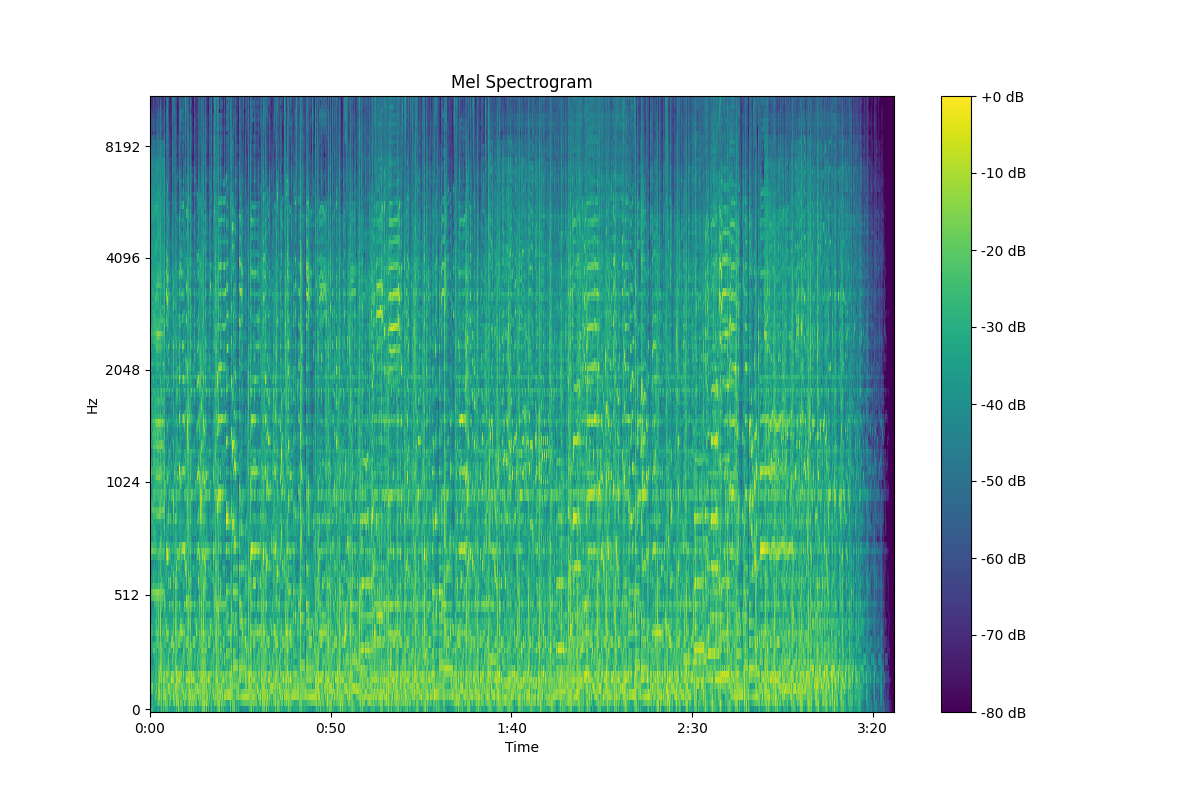 Mel Spectrogram
+0 dB
8192
-10 dB
-20 dB
4096
-30 dB
2048
-40 dB
Hz
1024
-50 dB
-60 dB
512
-70 dB
0
-80 dB
0:00 0:50 1:40 2:30 3:20
Time